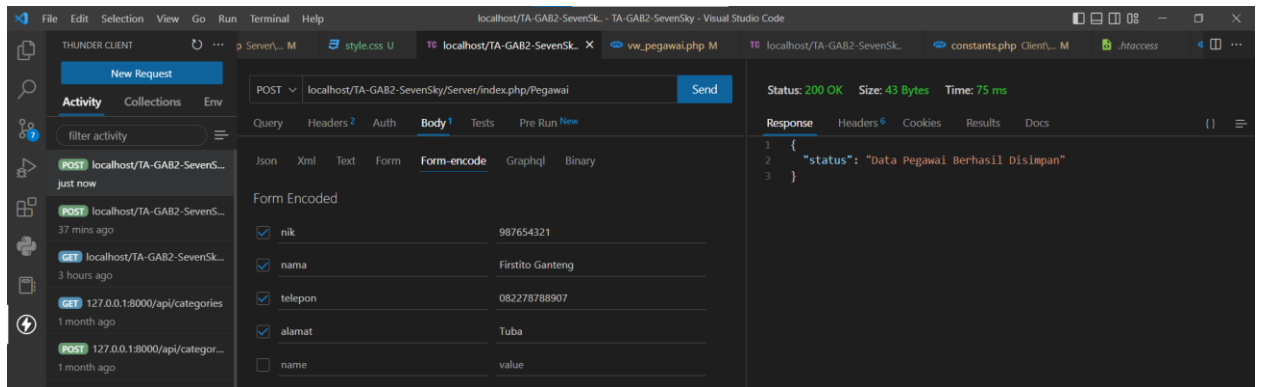 File Edit Selection View Go Run Terminal Help localhost/TA-GAB2-SevenSk.. - TA-GAB2-SevenSky - Visual Studio Code
THUNDER CLIENT
p Server\... M style.css U TC localhost/TA-GAB2-SevenSk.. vw_pegawai.php M TC localhost/TA-GAB2-SevenSk.. constants.php Client\... M .htaccess
New Request
Activity Collections Env
filter activity
7
POST localhost/TA-GAB2-SevenS...
just now
POST localhost/TA-GAB2-SevenS...
37 mins ago
GET localhost/TA-GAB2-SevenSk...
3 hours ago
GET 127.0.0.1:8000/api/categories
1 month ago
POST 127.0.0.1:8000/api/categor...
1 month ago
POST localhost/TA-GAB2-SevenSky/Server/index.php/Pegawai Send
Query Headers 2 Auth Body 1 Tests Pre Run New
Json Xml Text Form Form-encode Graphql Binary
Form Encoded
nik 987654321
nama Firstito Ganteng
telepon 082278788907
alamat Tuba
name value
Status: 200 OK Size: 43 Bytes Time: 75 ms
Response Headers 6 Cookies Results Docs { }
1 {
2 "status": "Data Pegawai Berhasil Disimpan"
3 }